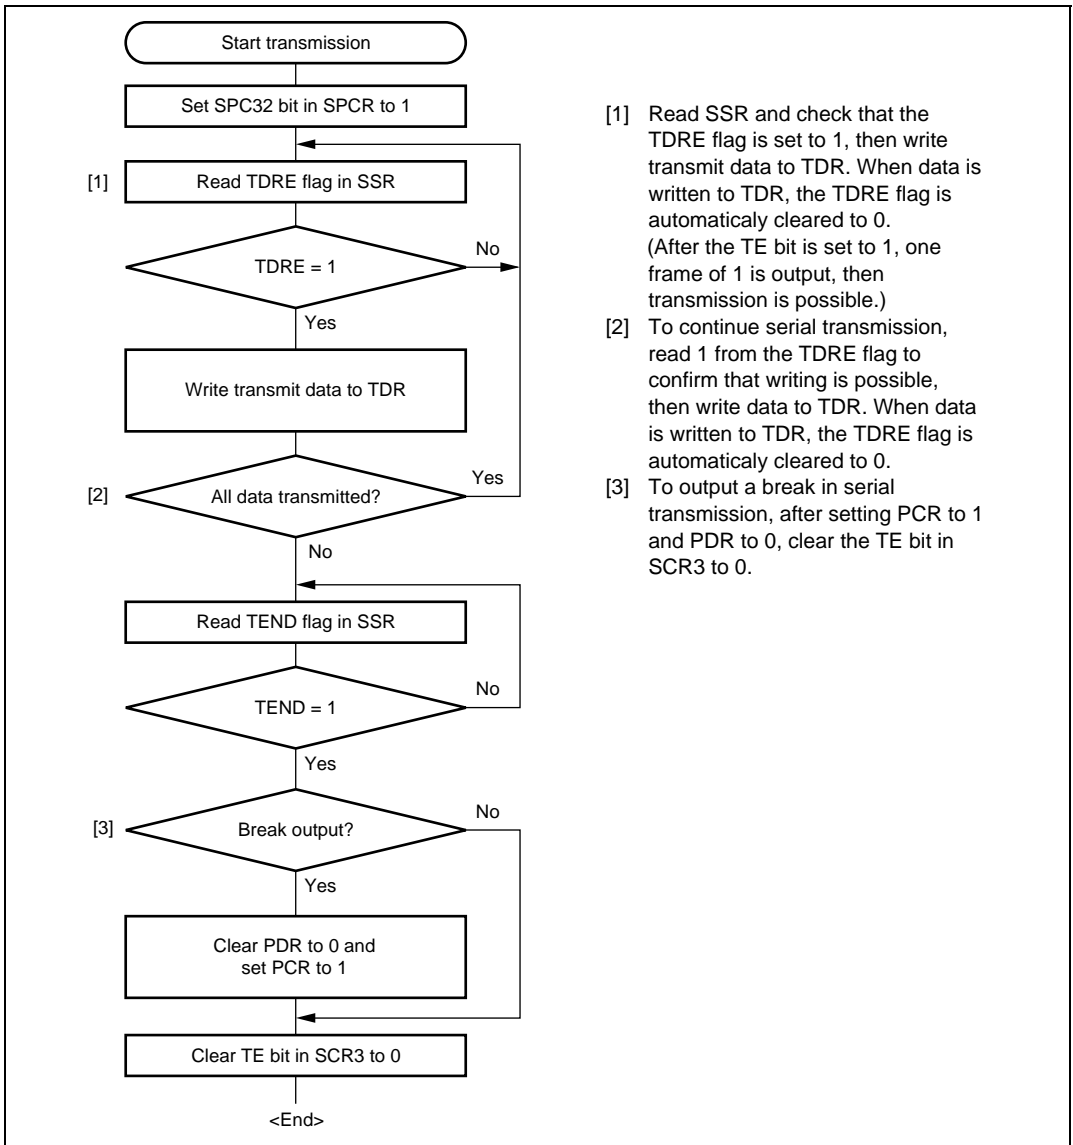 Start transmission
Set SPC32 bit in SPCR to 1
[1]
Read TDRE flag in SSR
TDRE = 1
No
Yes
Write transmit data to TDR
[2]
All data transmitted?
Yes
No
Read TEND flag in SSR
TEND = 1
No
Yes
[3]
Break output?
No
Yes
Clear PDR to 0 and
set PCR to 1
Clear TE bit in SCR3 to 0
<End>
[1] Read SSR and check that the
TDRE flag is set to 1, then write
transmit data to TDR. When data is
written to TDR, the TDRE flag is
automaticaly cleared to 0.
(After the TE bit is set to 1, one
frame of 1 is output, then
transmission is possible.)
[2] To continue serial transmission,
read 1 from the TDRE flag to
confirm that writing is possible,
then write data to TDR. When data
is written to TDR, the TDRE flag is
automaticaly cleared to 0.
[3] To output a break in serial
transmission, after setting PCR to 1
and PDR to 0, clear the TE bit in
SCR3 to 0.